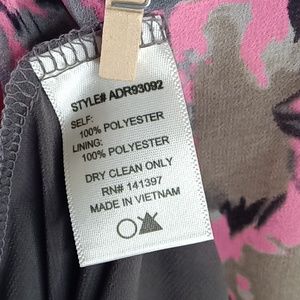 STYLE# ADR93092
SELF:
100% POLYESTER
LINING:
100% POLYESTER
DRY CLEAN ONLY
RN# 141397
MADE IN VIETNAM